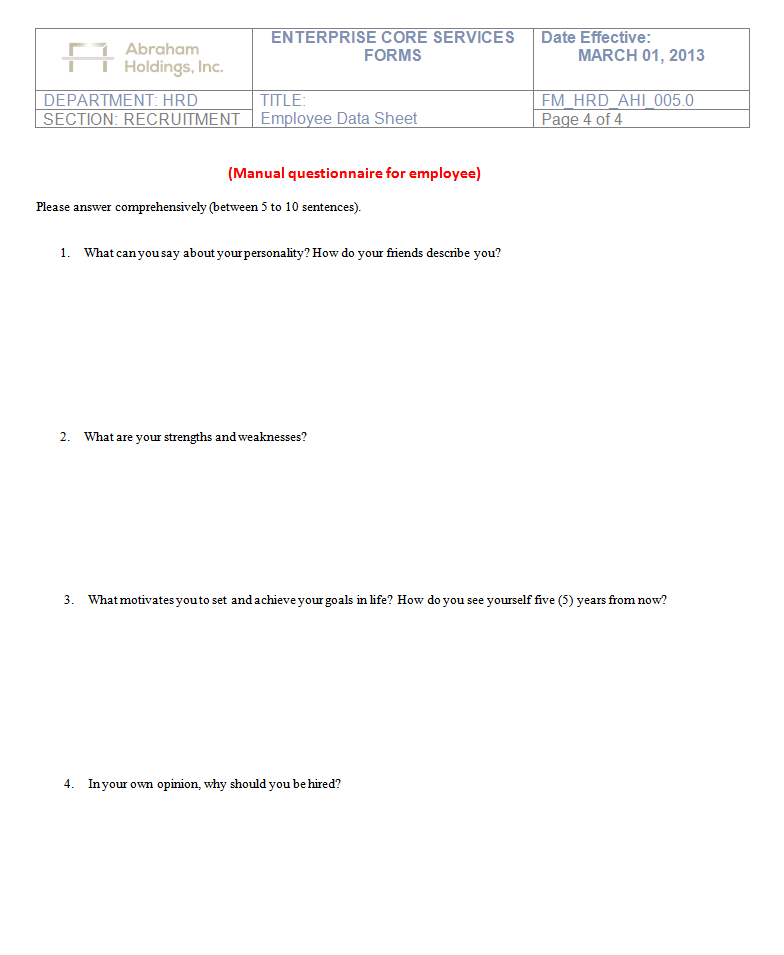 Abraham
Holdings, Inc.
ENTERPRISE CORE SERVICES
FORMS
Date Effective:
MARCH 01, 2013
DEPARTMENT: HRD
SECTION: RECRUITMENT
TITLE:
Employee Data Sheet
FM_HRD_AHI_005.0
Page 4 of 4
(Manual questionnaire for employee)
Please answer comprehensively (between 5 to 10 sentences).
1. What can you say about your personality? How do your friends describe you?
2. What are your strengths and weaknesses?
3. What motivates you to set and achieve your goals in life? How do you see yourself five (5) years from now?
4. In your own opinion, why should you be hired?